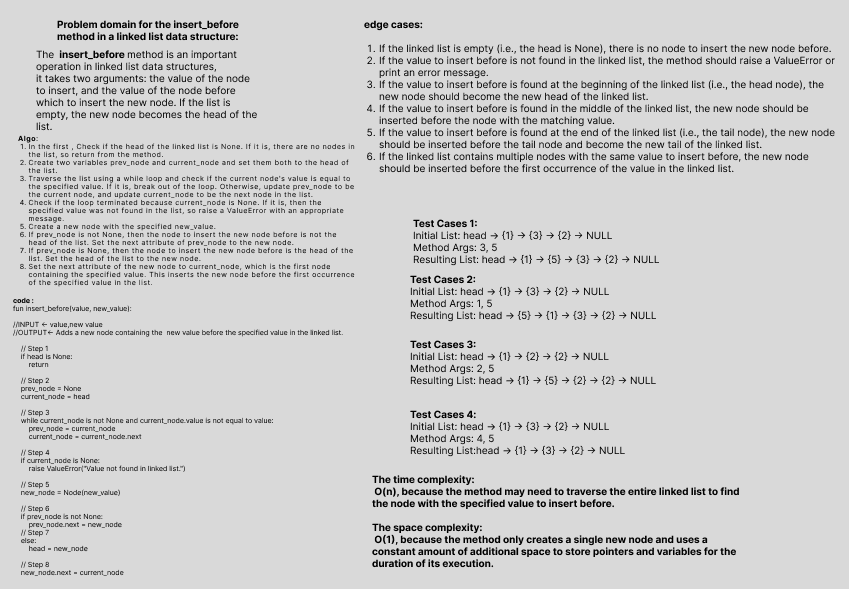 Problem domain for the insert_before
method in a linked list data structure:
The insert_before method is an important
operation in linked list data structures,
it takes two arguments: the value of the node
to insert, and the value of the node before
which to insert the new node. If the list is
empty, the new node becomes the head of the
list.
Algo:
1. In the first , Check if the head of the linked list is None. If it is, there are no nodes in
the list, so return from the method.
2. Create two variables prev_node and current_node and set them both to the head of
the list.
3. Traverse the list using a while loop and check if the current node's value is equal to
the specified value. If it is, break out of the loop. Otherwise, update prev_node to be
the current node, and update current_node to be the next node in the list.
4. Check if the loop terminated because current_node is None. If it is, then the
specified value was not found in the list, so raise a ValueError with an appropriate
message.
5. Create a new node with the specified new_value.
6. If prev_node is not None, then the node to insert the new node before is not the
head of the list. Set the next attribute of prev_node to the new node.
7. If prev_node is None, then the node to insert the new node before is the head of the
list. Set the head of the list to the new node.
8. Set the next attribute of the new node to current_node, which is the first node
containing the specified value. This inserts the new node before the first occurrence
of the specified value in the list.
code :
fun insert_before(value, new_value):
//INPUT <- value,new value
//OUTPUT<- Adds a new node containing the new value before the specified value in the linked list.
// Step 1
if head is None:
return
// Step 2
prev_node = None
current_node = head
// Step 3
while current_node is not None and current_node.value is not equal to value:
prev_node = current_node
current_node = current_node.next
// Step 4
if current_node is None:
raise ValueError("Value not found in linked list.")
// Step 5
new_node = Node(new_value)
// Step 6
if prev_node is not None:
prev_node.next = new_node
// Step 7
else:
head = new_node
// Step 8
new_node.next = current_node
edge cases:
1. If the linked list is empty (i.e., the head is None), there is no node to insert the new node before.
2. If the value to insert before is not found in the linked list, the method should raise a ValueError or
print an error message.
3. If the value to insert before is found at the beginning of the linked list (i.e., the head node), the
new node should become the new head of the linked list.
4. If the value to insert before is found in the middle of the linked list, the new node should be
inserted before the node with the matching value.
5. If the value to insert before is found at the end of the linked list (i.e., the tail node), the new node
should be inserted before the tail node and become the new tail of the linked list.
6. If the linked list contains multiple nodes with the same value to insert before, the new node
should be inserted before the first occurrence of the value in the linked list.
Test Cases 1:
Initial List: head -> {1} -> {3} -> {2} -> NULL
Method Args: 3, 5
Resulting List: head -> {1} -> {5} -> {3} -> {2} -> NULL
Test Cases 2:
Initial List: head -> {1} -> {3} -> {2} -> NULL
Method Args: 1, 5
Resulting List: head -> {5} -> {1} -> {3} -> {2} -> NULL
Test Cases 3:
Initial List: head -> {1} -> {2} -> {2} -> NULL
Method Args: 2, 5
Resulting List: head -> {1} -> {5} -> {2} -> {2} -> NULL
Test Cases 4:
Initial List: head -> {1} -> {3} -> {2} -> NULL
Method Args: 4, 5
Resulting List:head -> {1} -> {3} -> {2} -> NULL
The time complexity:
O(n), because the method may need to traverse the entire linked list to find
the node with the specified value to insert before.
The space complexity:
O(1), because the method only creates a single new node and uses a
constant amount of additional space to store pointers and variables for the
duration of its execution.